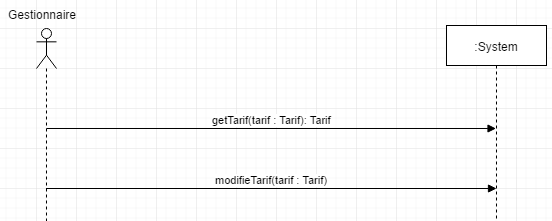 Gestionnaire
:System
getTarif(tarif : Tarif): Tarif
modifieTarif(tarif : Tarif)